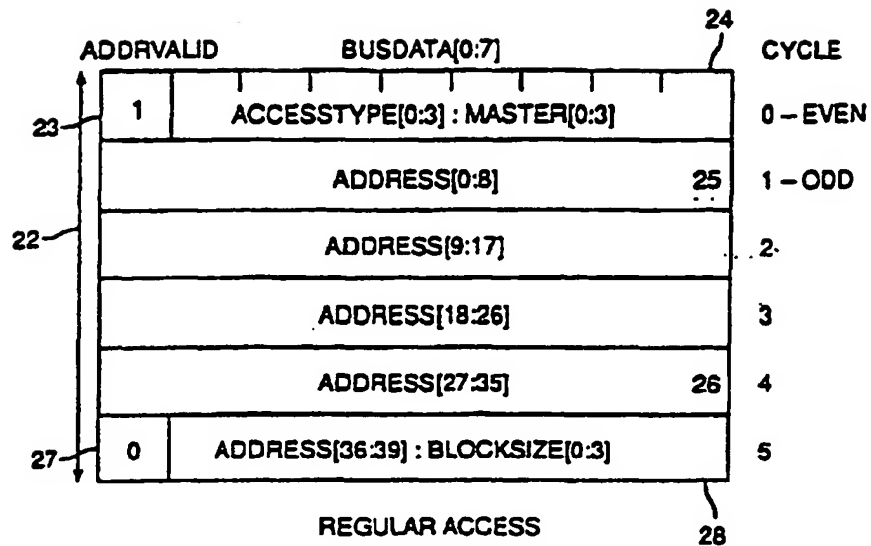 24
ADDRVALID BUSDATA[0:7] CYCLE
23 1 ACCESSTYPE[0:3] : MASTER[0:3] 0 – EVEN
ADDRESS[0:8] 25 1 – ODD
22 ADDRESS[9:17] 2
ADDRESS[18:26] 3
ADDRESS[27:35] 26 4
27 0 ADDRESS[36:39] : BLOCKSIZE[0:3] 5
REGULAR ACCESS 28